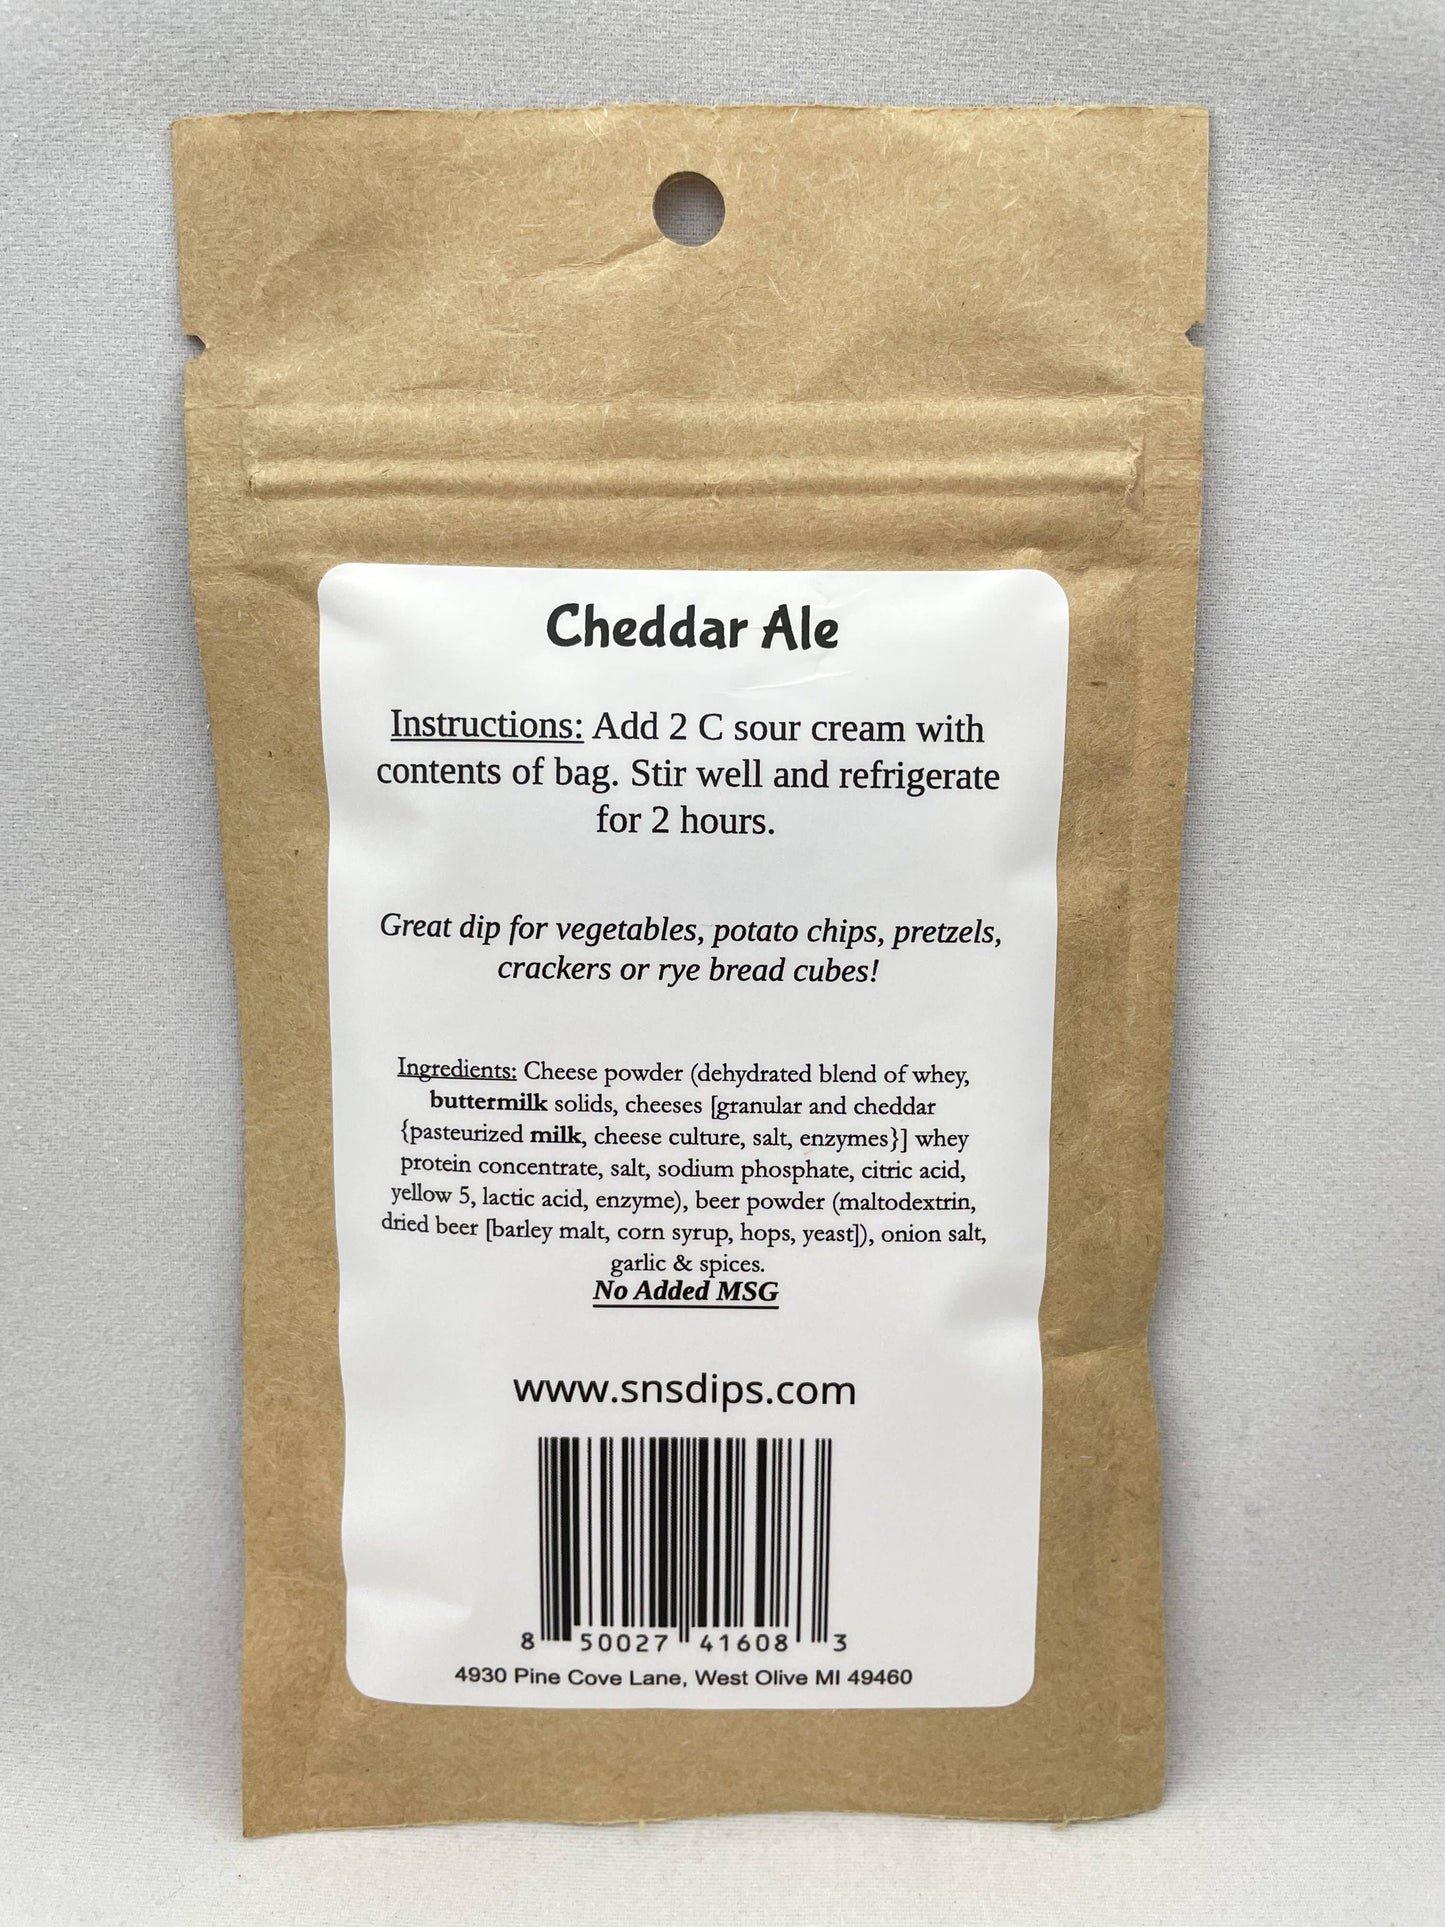 Cheddar Ale
Instructions: Add 2 C sour cream with
contents of bag. Stir well and refrigerate
for 2 hours.
Great dip for vegetables, potato chips, pretzels,
crackers or rye bread cubes!
Ingredients: Cheese powder (dehydrated blend of whey,
buttermilk solids, cheeses [granular and cheddar
{pasteurized milk, cheese culture, salt, enzymes}] whey
protein concentrate, salt, sodium phosphate, citric acid,
yellow 5, lactic acid, enzyme), beer powder (maltodextrin,
dried beer [barley malt, corn syrup, hops, yeast]), onion salt,
garlic & spices.
No Added MSG
www.snsdips.com
8 50027 41608 3
4930 Pine Cove Lane, West Olive MI 49460